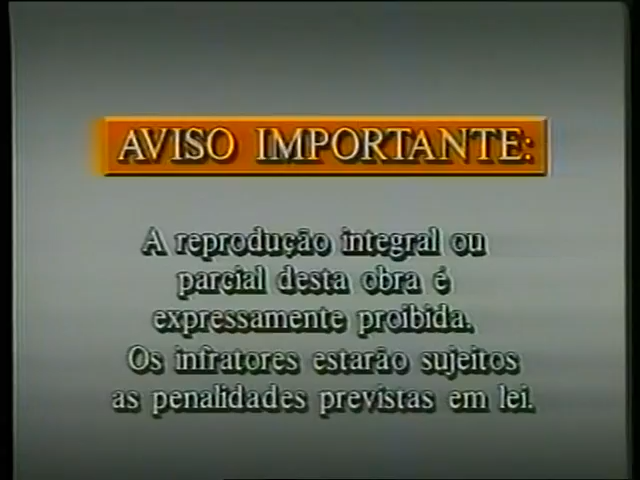 AVISO IMPORTANTE:
A reprodução integral ou
parcial desta obra é
expressamente proibida.
Os infratores estarão sujeitos
as penalidades previstas em lei.